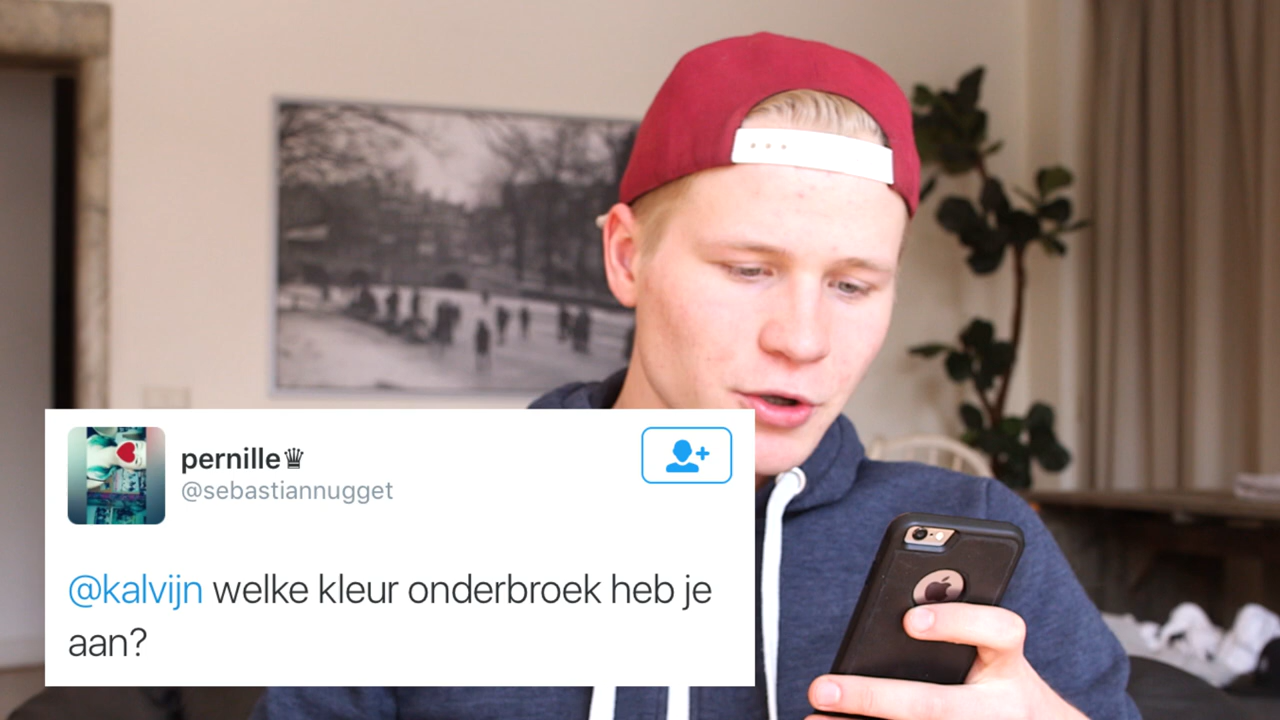 pernille♛
@sebastiannugget
@kalvijn welke kleur onderbroek heb je
aan?